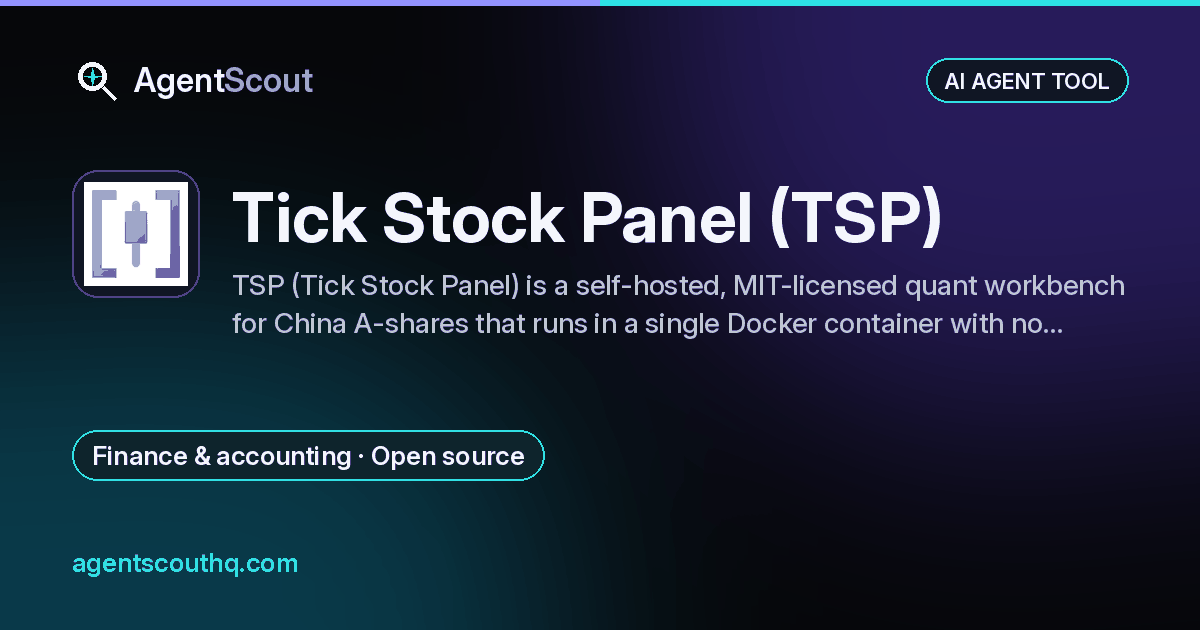 AgentScout
AI AGENT TOOL
Tick Stock Panel (TSP)
TSP (Tick Stock Panel) is a self-hosted, MIT-licensed quant workbench
for China A-shares that runs in a single Docker container with no...
Finance & accounting · Open source
agentscouthq.com